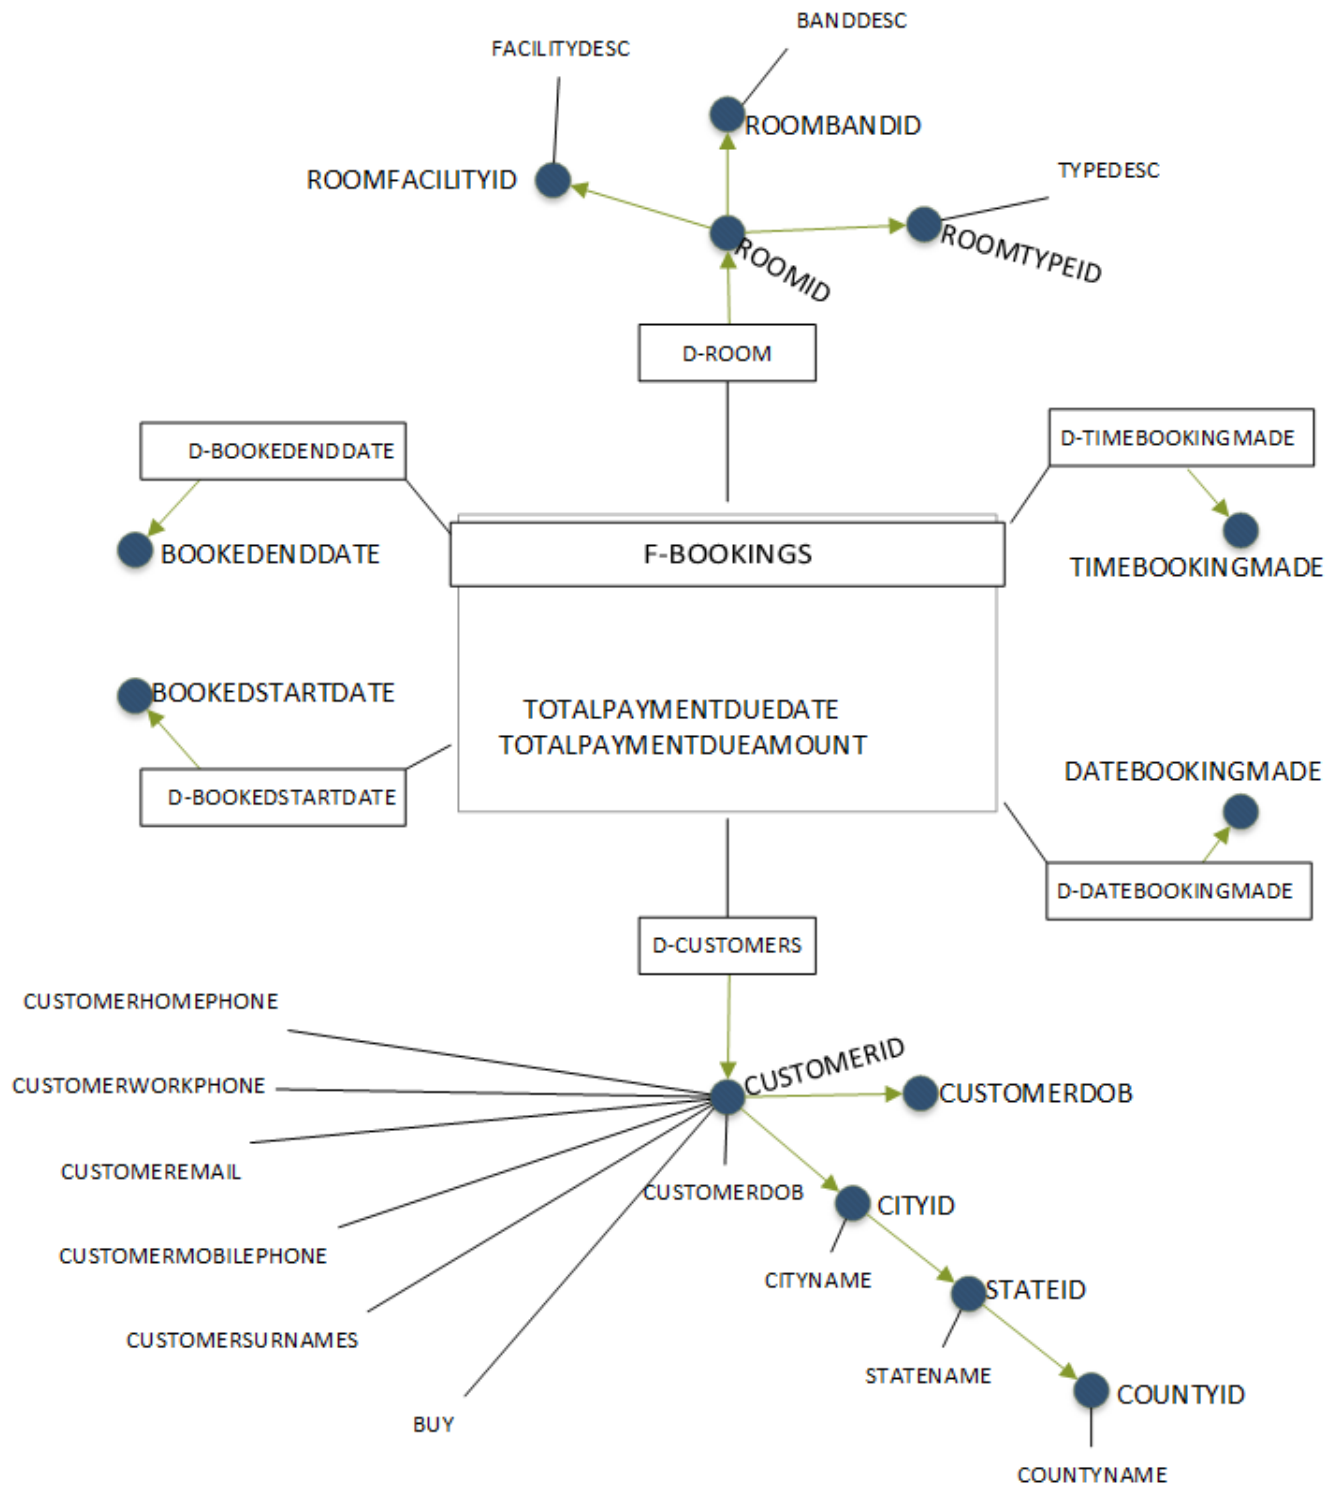 BANDDESC
FACILITYDESC
ROOMBANDID
TYPEDESC
ROOMFACILITYID
ROOMTYPEID
ROOMID
D-ROOM
D-BOOKEDENDDATE
D-TIMEBOOKINGMADE
F-BOOKINGS
BOOKEDENDDATE
TIMEBOOKINGMADE
BOOKEDSTARTDATE
TOTALPAYMENTDUEDATE
TOTALPAYMENTDUEAMOUNT
DATEBOOKINGMADE
D-BOOKEDSTARTDATE
D-DATEBOOKINGMADE
D-CUSTOMERS
CUSTOMERHOMEPHONE
CUSTOMERID
CUSTOMERWORKPHONE
CUSTOMERDOB
CUSTOMEREMAIL
CUSTOMERDOB
CITYID
CUSTOMERMOBILEPHONE
CITYNAME
STATEID
CUSTOMERSURNAMES
STATENAME
COUNTYID
BUY
COUNTYNAME